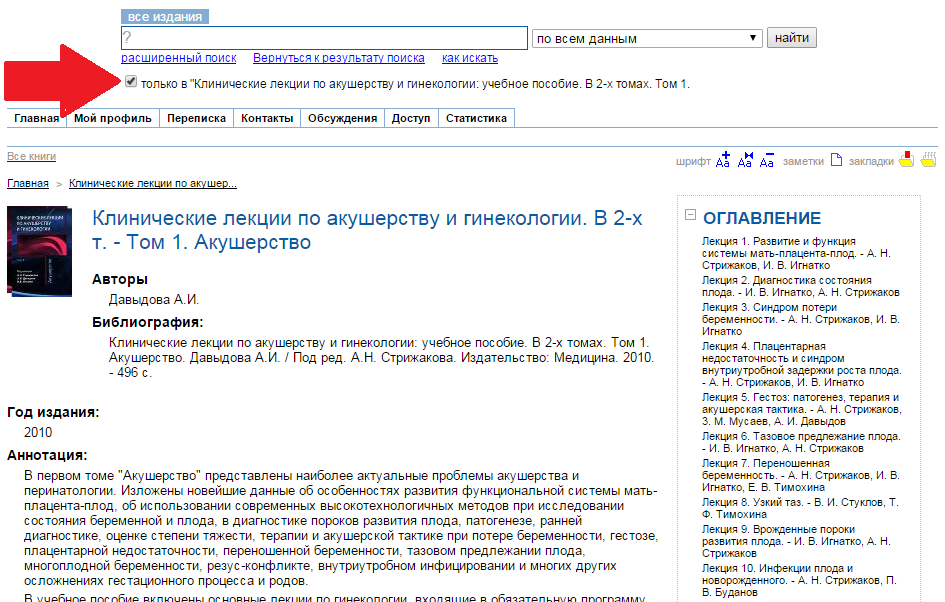 все издания
?
по всем данным
найти
расширенный поиск Вернуться к результату поиска как искать
только в "Клинические лекции по акушерству и гинекологии: учебное пособие. В 2-х томах. Том 1.
Главная Мой профиль Переписка Контакты Обсуждения Доступ Статистика
Все книги
шрифт Aa Aa Aa заметки закладки
Главная > Клинические лекции по акушер...
КЛИНИЧЕСКИЕ ЛЕКЦИИ
ПО АКУШЕРСТВУ
И ГИНЕКОЛОГИИ
Клинические лекции по акушерству и гинекологии. В 2-х
т. - Том 1. Акушерство
Авторы
Давыдова А.И.
Библиография:
Клинические лекции по акушерству и гинекологии: учебное пособие. В 2-х томах. Том 1.
Акушерство. Давыдова А.И. / Под ред. А.Н. Стрижакова. Издательство: Медицина. 2010.
- 496 с.
Год издания:
2010
Аннотация:
В первом томе "Акушерство" представлены наиболее актуальные проблемы акушерства и
перинатологии. Изложены новейшие данные об особенностях развития функциональной системы мать-
плацента-плод, об использовании современных высокотехнологичных методов при исследовании
состояния беременной и плода, в диагностике пороков развития плода, патогенезе, ранней
диагностике, оценке степени тяжести, терапии и акушерской тактике при потере беременности, гестозе,
плацентарной недостаточности, переношенной беременности, тазовом предлежании плода,
многоплодной беременности, резус-конфликте, внутриутробном инфицировании и многих других
осложнениях гестационного процесса и родов.
В учебное пособие включены основные лекции по гинекологии, входящие в обязательную программу
ОГЛАВЛЕНИЕ
Лекция 1. Развитие и функция
системы мать-плацента-плод. - А. Н.
Стрижаков, И. В. Игнатко
Лекция 2. Диагностика состояния
плода. - И. В. Игнатко, А. Н. Стрижаков
Лекция 3. Синдром потери
беременности. - А. Н. Стрижаков, И. В.
Игнатко
Лекция 4. Плацентарная
недостаточность и синдром
внутриутробной задержки роста плода.
- А. Н. Стрижаков, И. В. Игнатко
Лекция 5. Гестоз: патогенез, терапия и
акушерская тактика. - А. Н. Стрижаков,
З. М. Мусаев, А. И. Давыдов
Лекция 6. Тазовое предлежание плода.
- И. В. Игнатко, А. Н. Стрижаков
Лекция 7. Переношенная
беременность. - А. Н. Стрижаков, И. В.
Игнатко, Е. В. Тимохина
Лекция 8. Узкий таз. - В. И. Стуклов, Т.
Ф. Тимохина
Лекция 9. Врожденные пороки
развития плода. - И. В. Игнатко, А. Н.
Стрижаков
Лекция 10. Инфекции плода и
новорожденного. - А. Н. Стрижаков, П.
В. Буданов